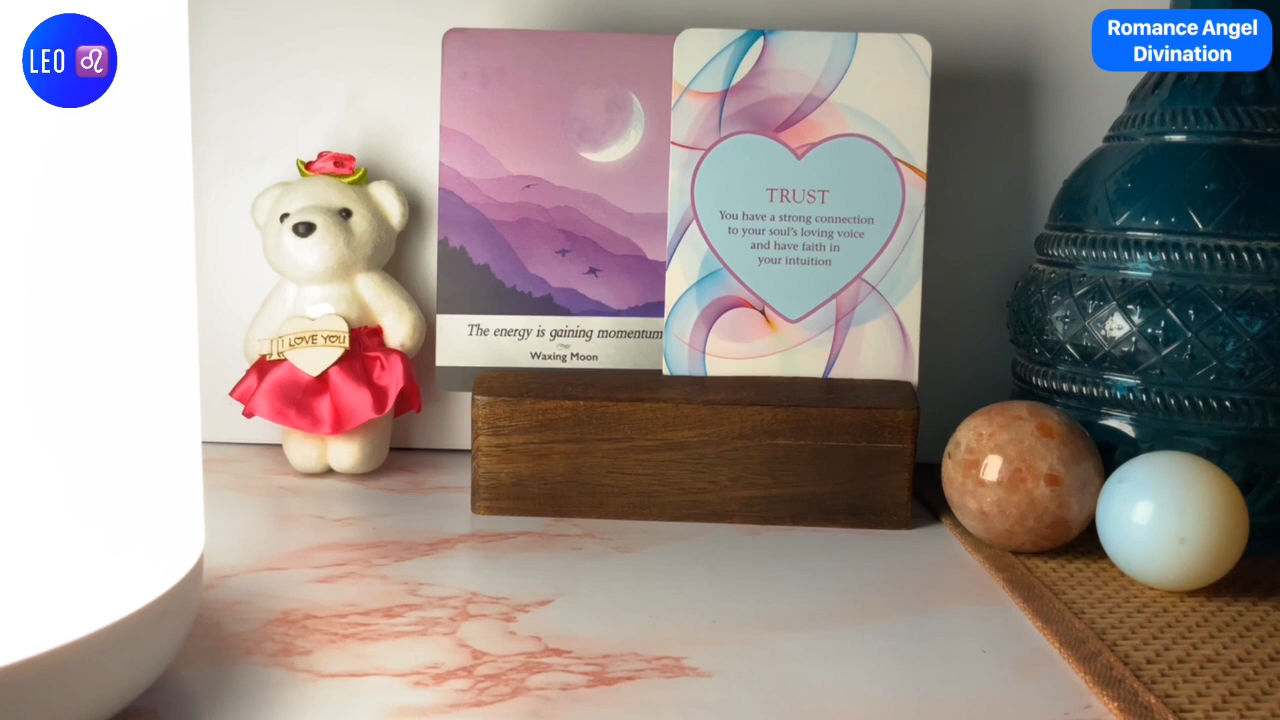 LEO ♌
Romance Angel
Divination
The energy is gaining momentum
Waxing Moon
TRUST
You have a strong connection
to your soul's loving voice
and have faith in
your intuition
I LOVE YOU